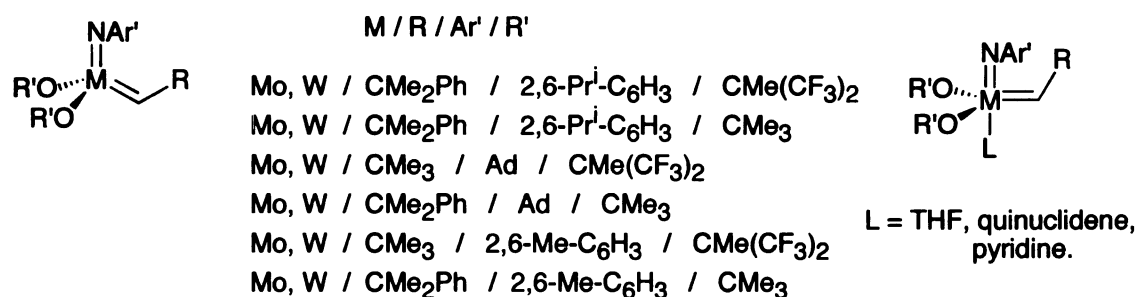 NAr'
R'O M R
R'O
M / R / Ar' / R'
Mo, W / CMe₂Ph / 2,6-Prⁱ-C₆H₃ / CMe(CF₃)₂
Mo, W / CMe₂Ph / 2,6-Prⁱ-C₆H₃ / CMe₃
Mo, W / CMe₃ / Ad / CMe(CF₃)₂
Mo, W / CMe₂Ph / Ad / CMe₃
Mo, W / CMe₃ / 2,6-Me-C₆H₃ / CMe(CF₃)₂
Mo, W / CMe₂Ph / 2,6-Me-C₆H₃ / CMe₃
NAr'
R'O M R
R'O
L
L = THF, quinuclidene,
pyridine.